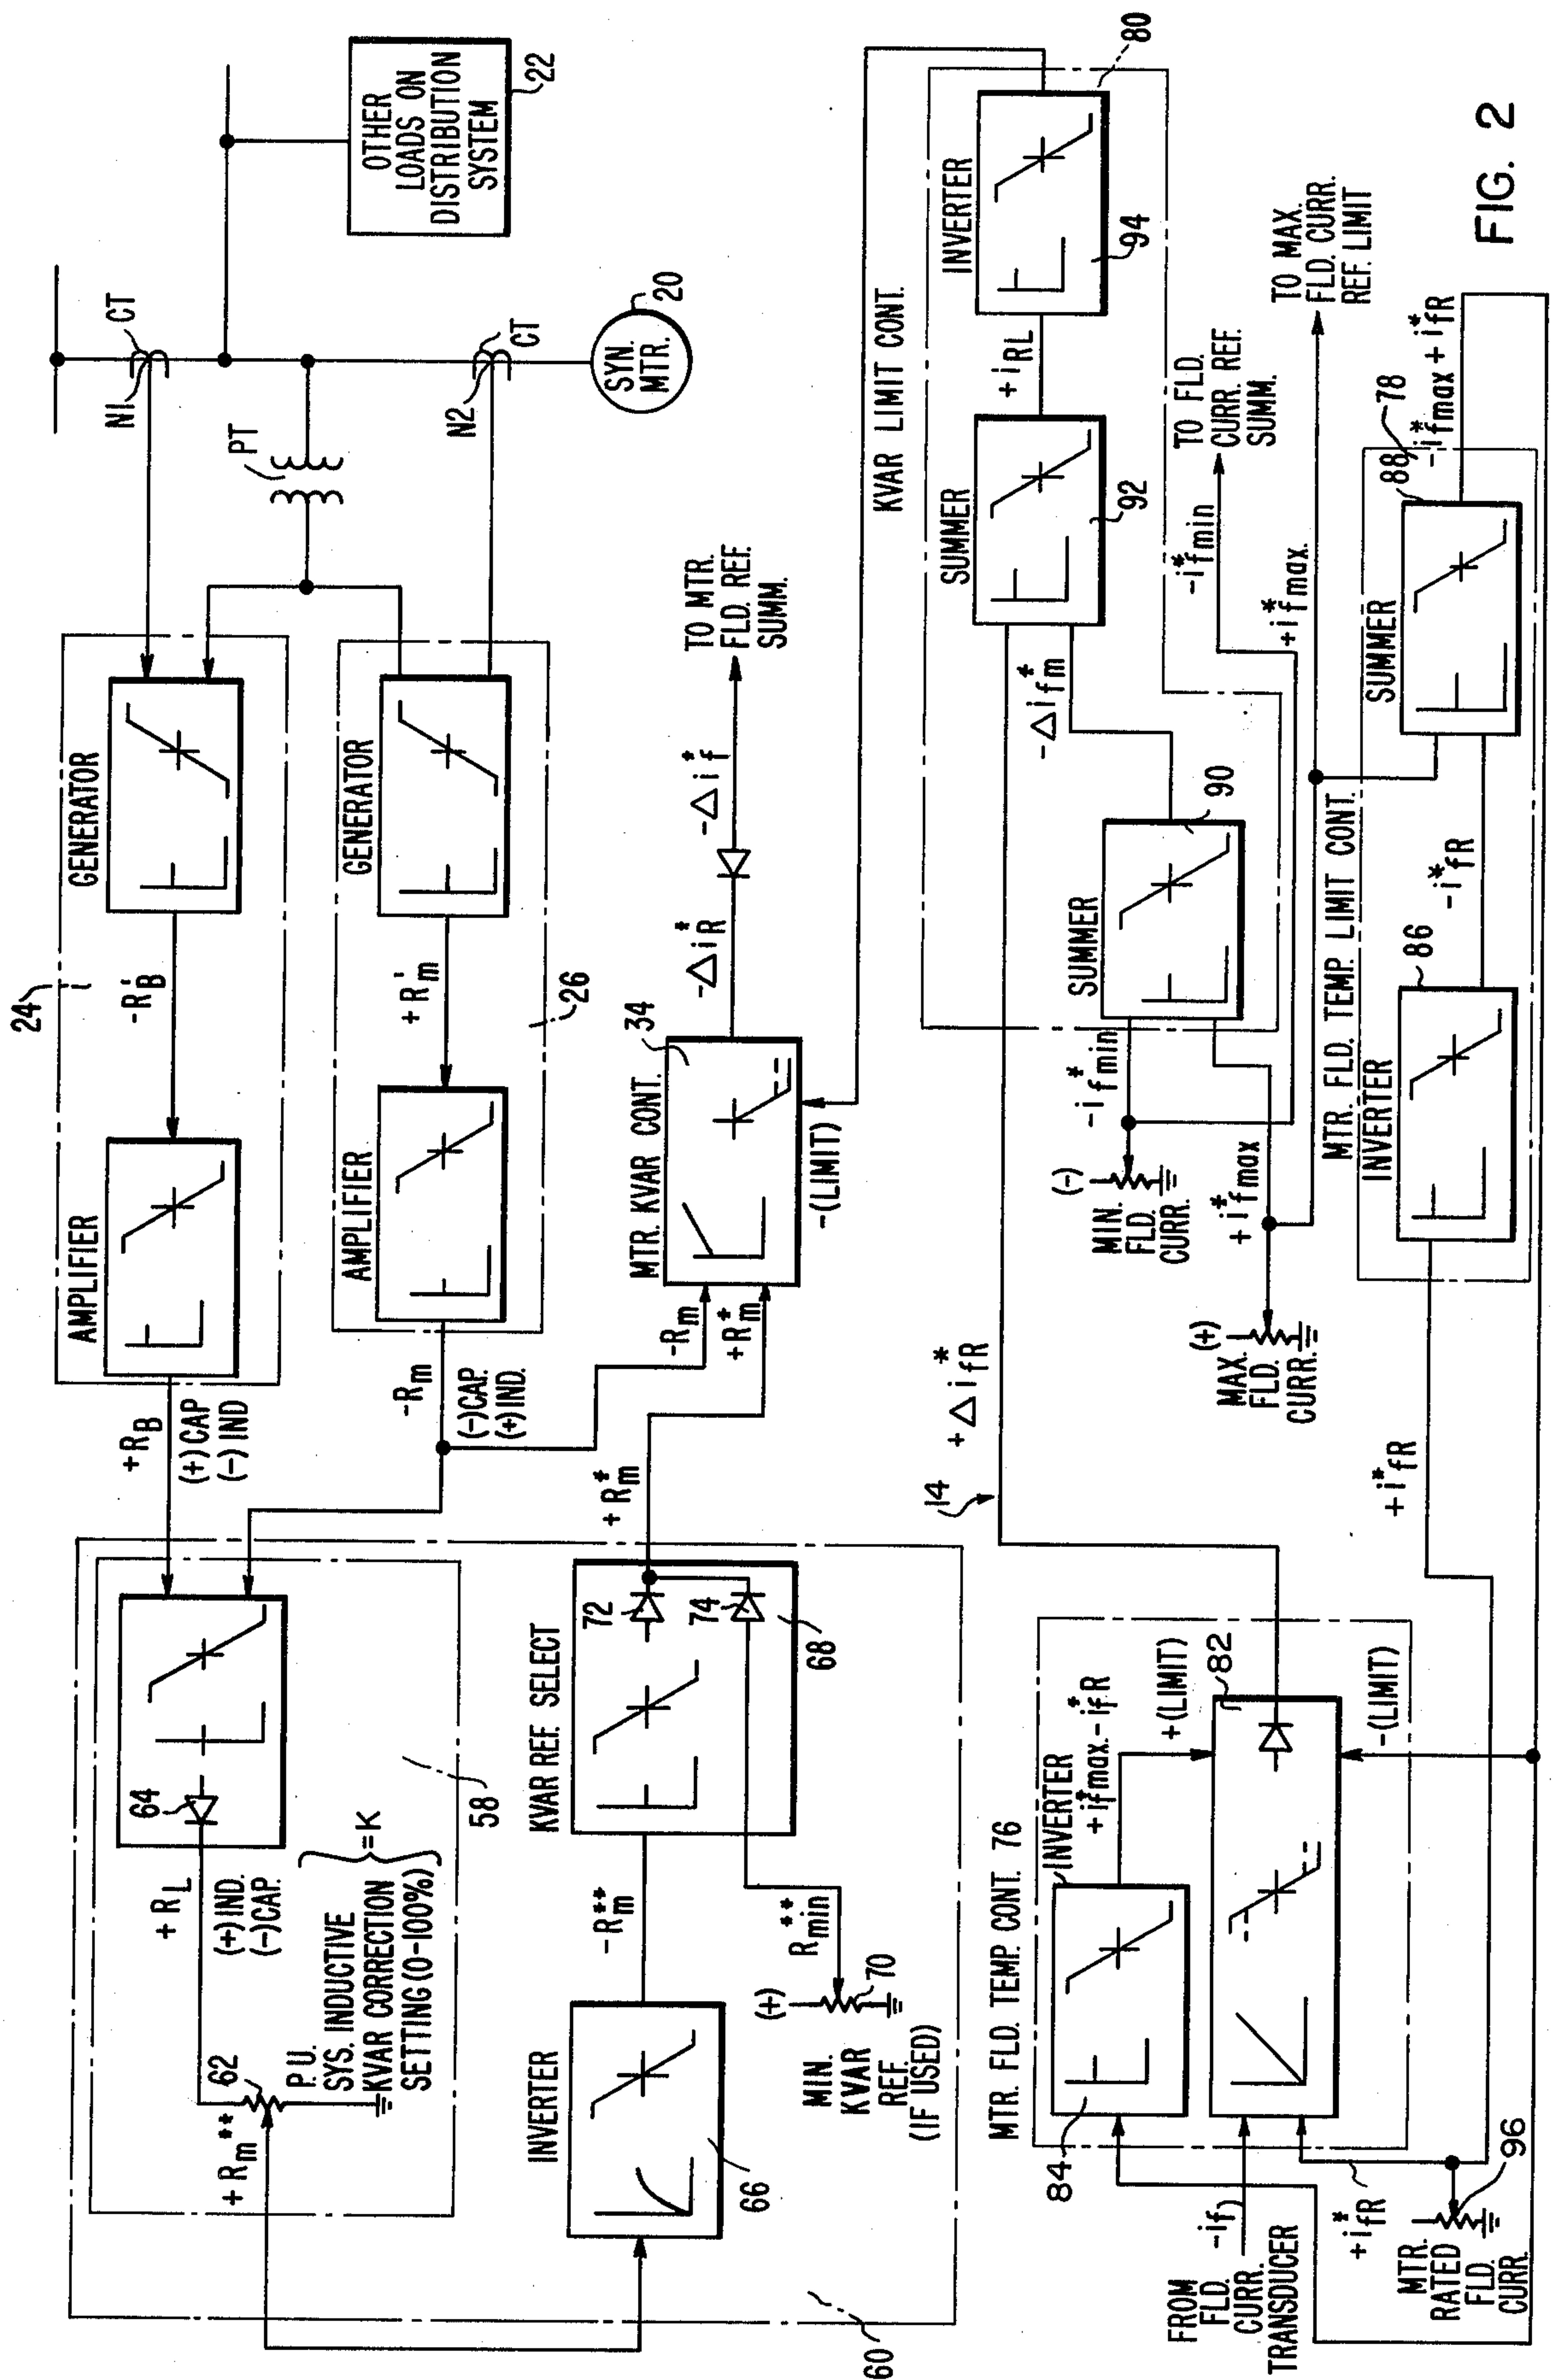 24
AMPLIFIER
GENERATOR
-R'B
N1
CT
OTHER
LOADS ON
DISTRIBUTION
SYSTEM
22
+RB
(+)CAP
(-)IND
PT
26
AMPLIFIER
GENERATOR
+R'm
N2
CT
SYN.
MTR.
20
-Rm
(-)CAP.
(+)IND.
64
58
+RL
(+)IND.
(-)CAP.
62
+Rm**
P.U.
SYS. INDUCTIVE
KVAR CORRECTION
SETTING (0-100%)
=K
60
INVERTER
66
-Rm**
KVAR REF. SELECT
72
74
68
+Rm*
R**min
(+)
70
MIN.
KVAR
REF.
(IF USED)
-Rm
+Rm*
MTR. KVAR CONT.
34
-(LIMIT)
-ΔiR*
-Δif*
TO MTR.
FLD. REF.
SUMM.
KVAR LIMIT CONT.
80
SUMMER
92
+iRL
INVERTER
94
14
+ΔifR*
-Δifm*
SUMMER
90
-i*fmin
(-)
MIN.
FLD.
CURR.
+i*fmax
(+)
MAX.
FLD.
CURR.
-i*fmin
TO FLD.
CURR. REF.
SUMM.
+i*fmax.
TO MAX.
FLD. CURR.
REF. LIMIT
MTR. FLD. TEMP. CONT. 76
INVERTER
84
+i*fmax.-i*fR
+(LIMIT)
82
-(LIMIT)
FROM
FLD.
CURR.
TRANSDUCER
-if
+i*fR
MTR.
RATED
FLD.
CURR.
96
+i*fR
MTR. FLD. TEMP. LIMIT CONT.
78
INVERTER
86
-i*fR
SUMMER
88
-i*fmax+i*fR
FIG. 2